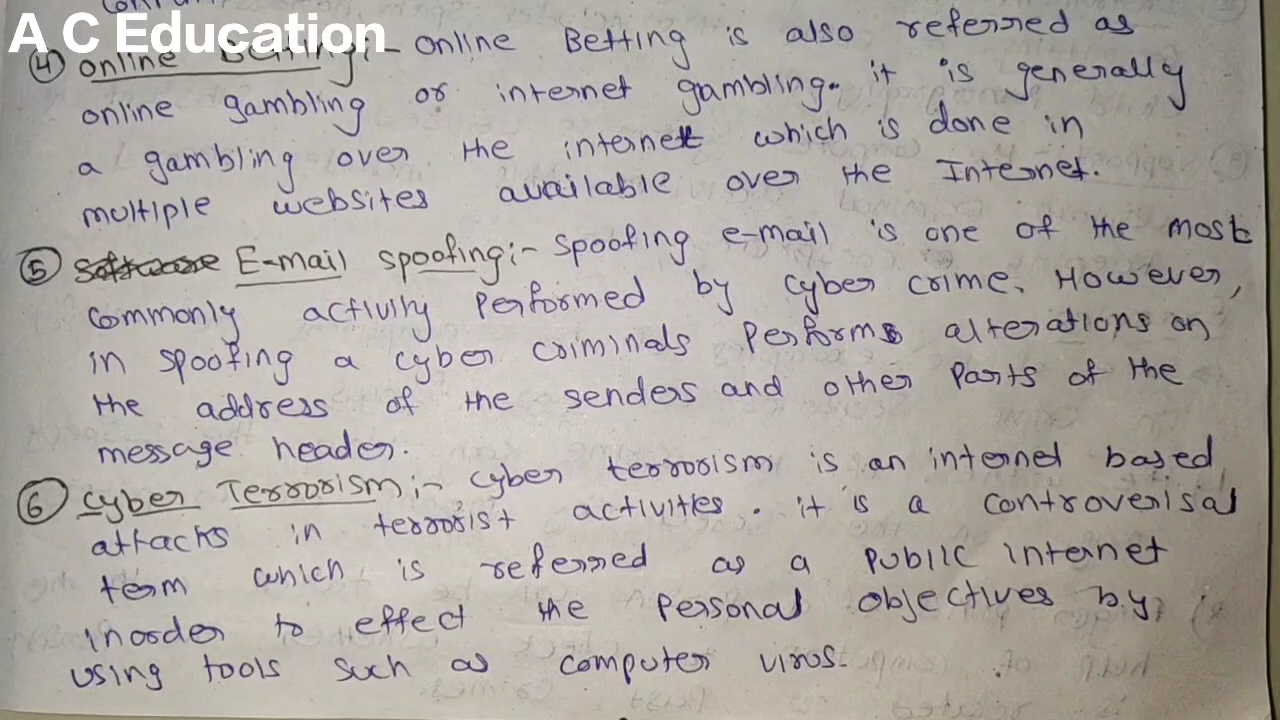 A C Education
④ online Betting:- online Betting is also referred as
online gambling or internet gambling. it is generally
a gambling over the internet which is done in
multiple websites available over the Internet.
⑤ E-mail spoofing:- spoofing e-mail is one of the most
commonly activity performed by cyber crime. However,
in spoofing a cyber criminals performs alterations on
the address of the senders and other parts of the
message header.
⑥ cyber Terrorism:- cyber terrorism is an internet based
attacks in terrorist activities. it is a controverisal
term which is referred as a public internet
inorder to effect the personal objectives by
using tools such as computer virus.